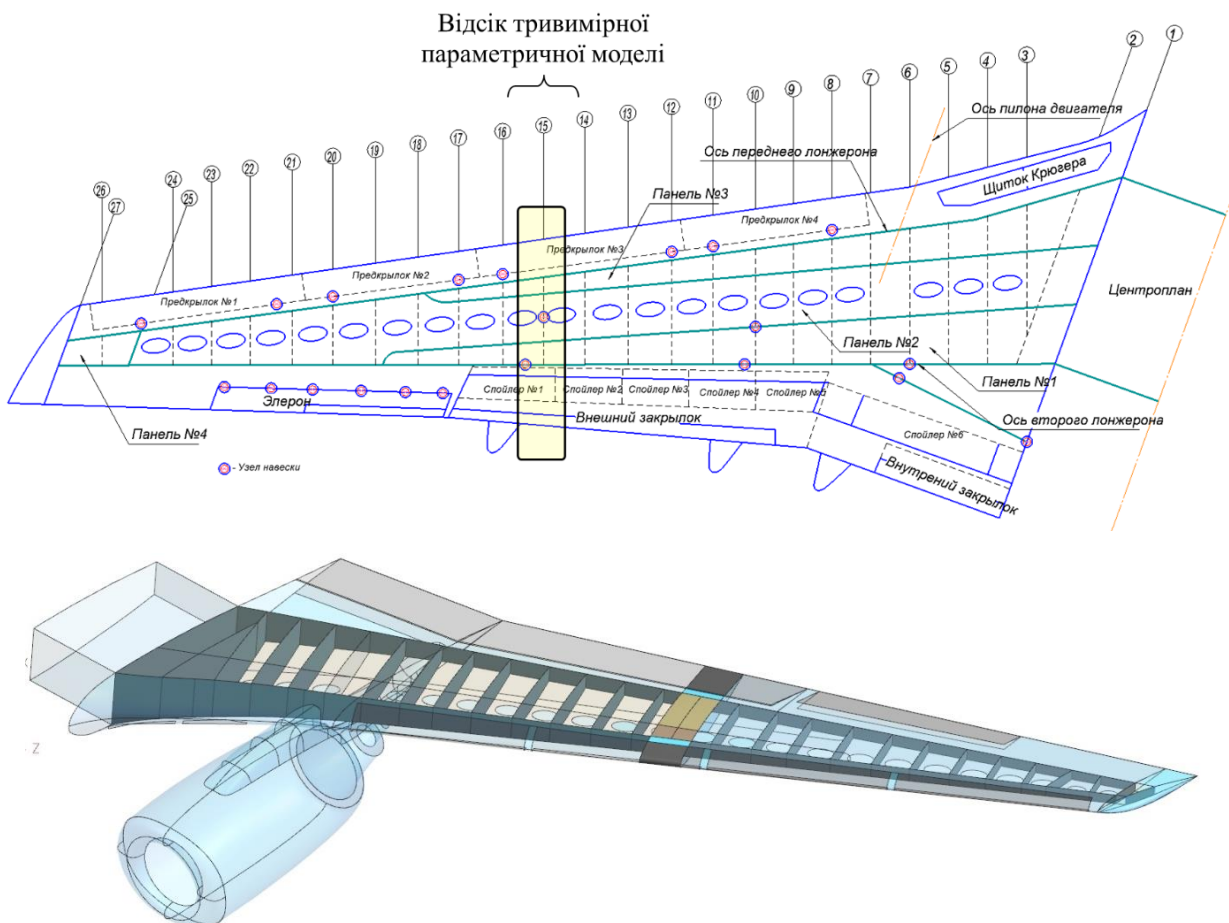 Відсік тривимірної
параметричної моделі
1
2
3
4
5
6
7
8
9
10
11
12
13
14
15
16
17
18
19
20
21
22
23
24
25
26
27
Ось пилона двигателя
Ось переднего лонжерона
Щиток Крюгера
Панель №3
Предкрылок №4
Предкрылок №3
Предкрылок №2
Предкрылок №1
Центроплан
Панель №2
Панель №1
Спойлер №1
Спойлер №2
Спойлер №3
Спойлер №4
Спойлер №5
Элерон
Внешний закрылок
Ось второго лонжерона
Панель №4
Спойлер №6
- Узел навески
Внутрений закрылок
Z